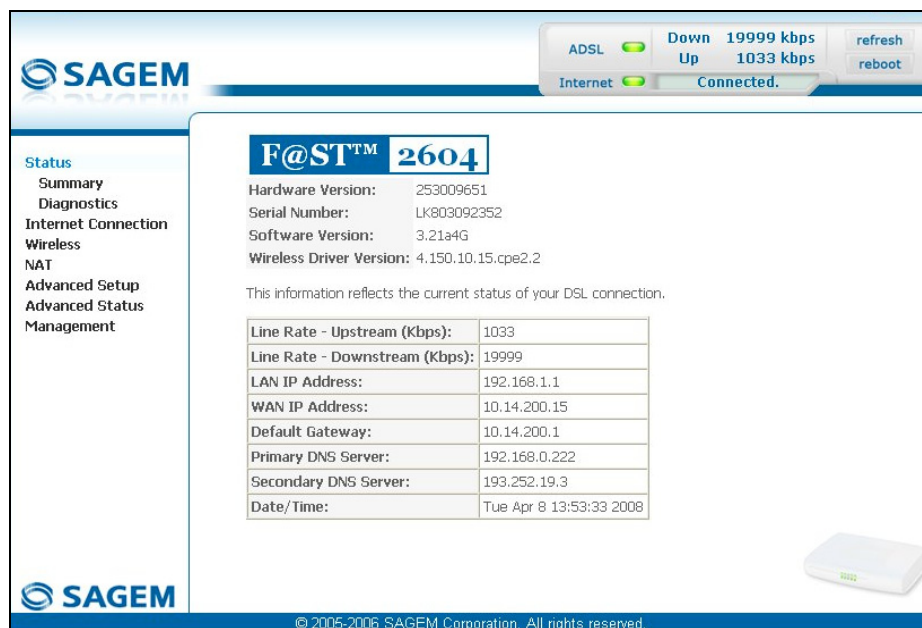 SAGEM
ADSL Down 19999 kbps
Up 1033 kbps
refresh
reboot
Internet Connected.
Status
Summary
Diagnostics
Internet Connection
Wireless
NAT
Advanced Setup
Advanced Status
Management
F@ST™ 2604
Hardware Version: 253009651
Serial Number: LK803092352
Software Version: 3.21a4G
Wireless Driver Version: 4.150.10.15.cpe2.2
This information reflects the current status of your DSL connection.
Line Rate - Upstream (Kbps): 1033
Line Rate - Downstream (Kbps): 19999
LAN IP Address: 192.168.1.1
WAN IP Address: 10.14.200.15
Default Gateway: 10.14.200.1
Primary DNS Server: 192.168.0.222
Secondary DNS Server: 193.252.19.3
Date/Time: Tue Apr 8 13:53:33 2008
SAGEM
© 2005-2006 SAGEM Corporation. All rights reserved.